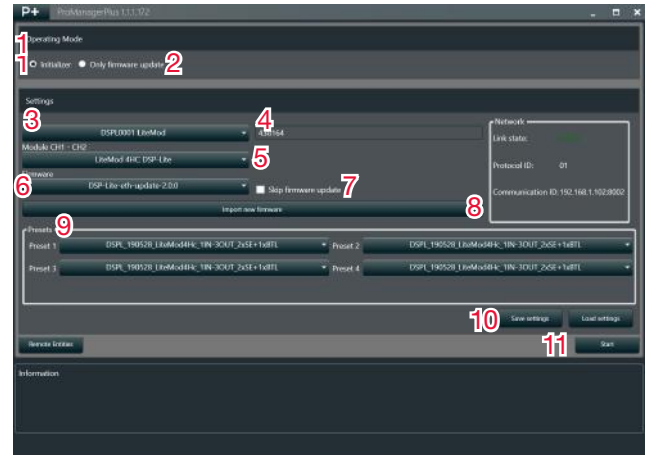 P+ ProManagerPlus 1.1.1.172
1
Operating Mode
1 Initializer Only firmware update 2
Settings
3 4
DSPL0001 LiteMod 430164
Module CH1 - CH2
LiteMod 4HC DSP-Lite 5
Firmware
6 DSP-Lite-eth-update-2.0.0 Skip firmware update 7
Import new firmware 8
Network
Link state:
Protocol ID: 01
Communication ID: 192.168.1.102:8002
Presets 9
Preset 1 DSPL_190528_LiteMod4Hc_1IN-3OUT_2xSE+1xBTL Preset 2 DSPL_190528_LiteMod4Hc_1IN-3OUT_2xSE+1xBTL
Preset 3 DSPL_190528_LiteMod4Hc_1IN-3OUT_2xSE+1xBTL Preset 4 DSPL_190528_LiteMod4Hc_1IN-3OUT_2xSE+1xBTL
10 Save settings Load settings
Remote Entities 11 Start
Information